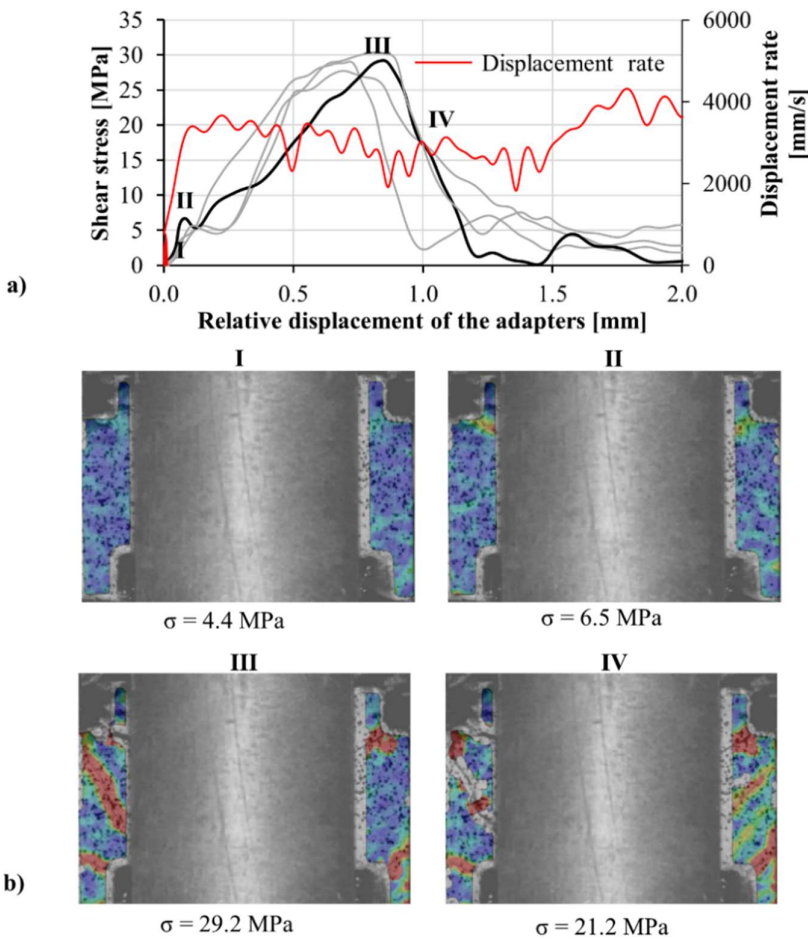 35
30
25
20
15
10
5
0
Shear stress [MPa]
III
II
I
IV
Displacement rate
6000
4000
2000
0
Displacement rate
[mm/s]
0.0 0.5 1.0 1.5 2.0
Relative displacement of the adapters [mm]
a)
I II
σ = 4.4 MPa σ = 6.5 MPa
III IV
b)
σ = 29.2 MPa σ = 21.2 MPa